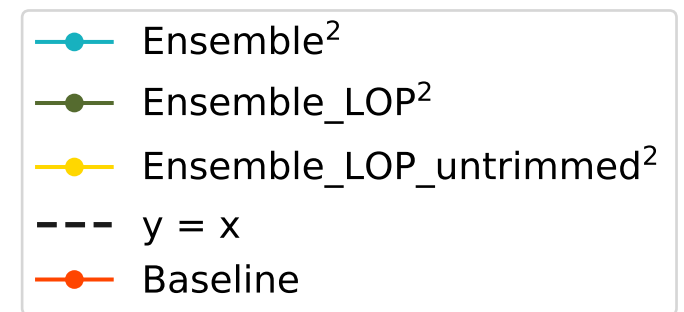 Ensemble²
Ensemble_LOP²
Ensemble_LOP_untrimmed²
y = x
Baseline